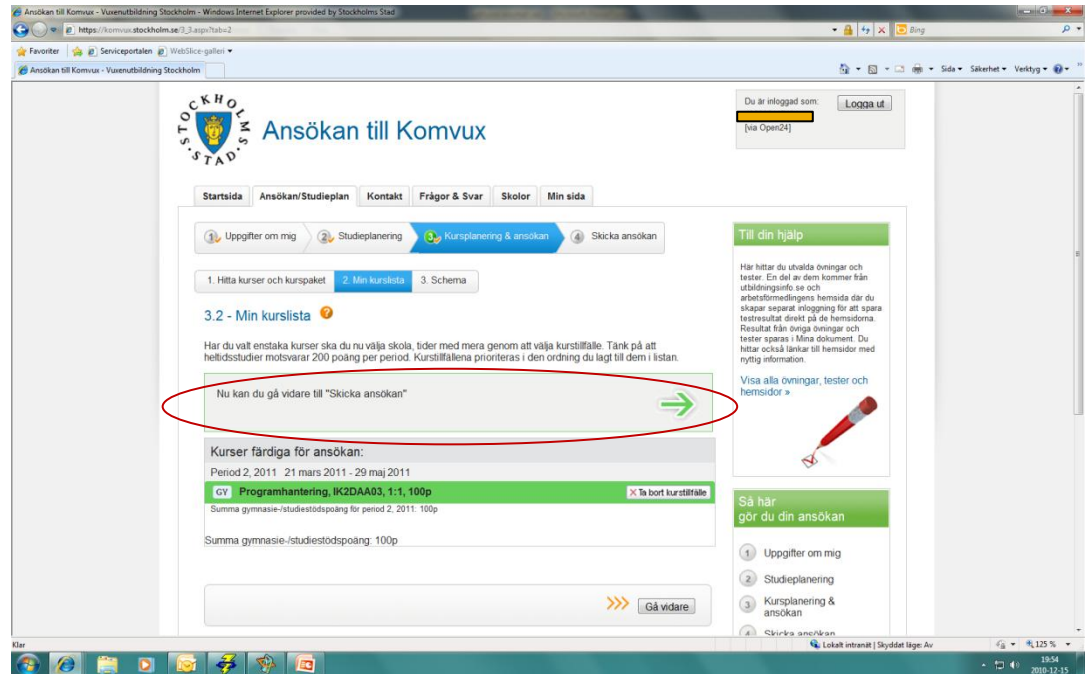 Ansökan till Komvux - Vuxenutbildning Stockholm - Windows Internet Explorer provided by Stockholms Stad
https://komvux.stockholm.se/3_3.aspx?tab=2
Bing
Favoriter Serviceportalen WebSlice-galleri
Ansökan till Komvux - Vuxenutbildning Stockholm
Sida Säkerhet Verktyg
STOCKHOLMS STAD
Ansökan till Komvux
Du är inloggad som:
Logga ut
[via Open24]
Startsida Ansökan/Studieplan Kontakt Frågor & Svar Skolor Min sida
1 Uppgifter om mig 2 Studieplanering 3 Kursplanering & ansökan 4 Skicka ansökan
1. Hitta kurser och kurspaket 2. Min kurslista 3. Schema
3.2 - Min kurslista ?
Har du valt enstaka kurser ska du nu välja skola, tider med mera genom att välja kurstillfälle. Tänk på att
heltidsstudier motsvarar 200 poäng per period. Kurstillfällena prioriteras i den ordning du lagt till dem i listan.
Nu kan du gå vidare till "Skicka ansökan"
Kurser färdiga för ansökan:
Period 2, 2011 21 mars 2011 - 29 maj 2011
GY Programhantering, IK2DAA03, 1:1, 100p
Ta bort kurstillfälle
Summa gymnasie-/studiestödspoäng för period 2, 2011: 100p
Summa gymnasie-/studiestödspoäng: 100p
Gå vidare
Till din hjälp
Här hittar du utvalda övningar och
tester. En del av dem kommer från
utbildningsinfo.se och
arbetsförmedlingens hemsida där du
skapar separat inloggning för att spara
testresultat direkt på de hemsidorna.
Resultat från övriga övningar och
tester sparas i Mina dokument. Du
hittar också länkar till hemsidor med
nyttig information.
Visa alla övningar, tester och
hemsidor »
Så här
gör du din ansökan
1 Uppgifter om mig
2 Studieplanering
3 Kursplanering &
ansökan
4 Skicka ansökan
Klar
Lokalt intranät | Skyddat läge: Av
125 %
19:54
2010-12-15